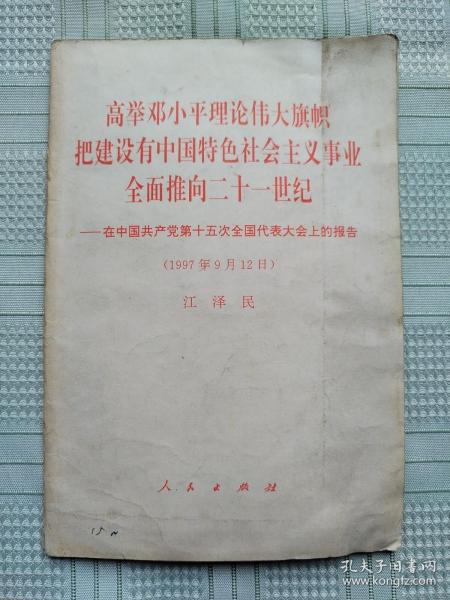 高举邓小平理论伟大旗帜
把建设有中国特色社会主义事业
全面推向二十一世纪
——在中国共产党第十五次全国代表大会上的报告
(1997年9月12日)
江泽民
人民出版社
孔夫子旧书网
www.kongfz.com